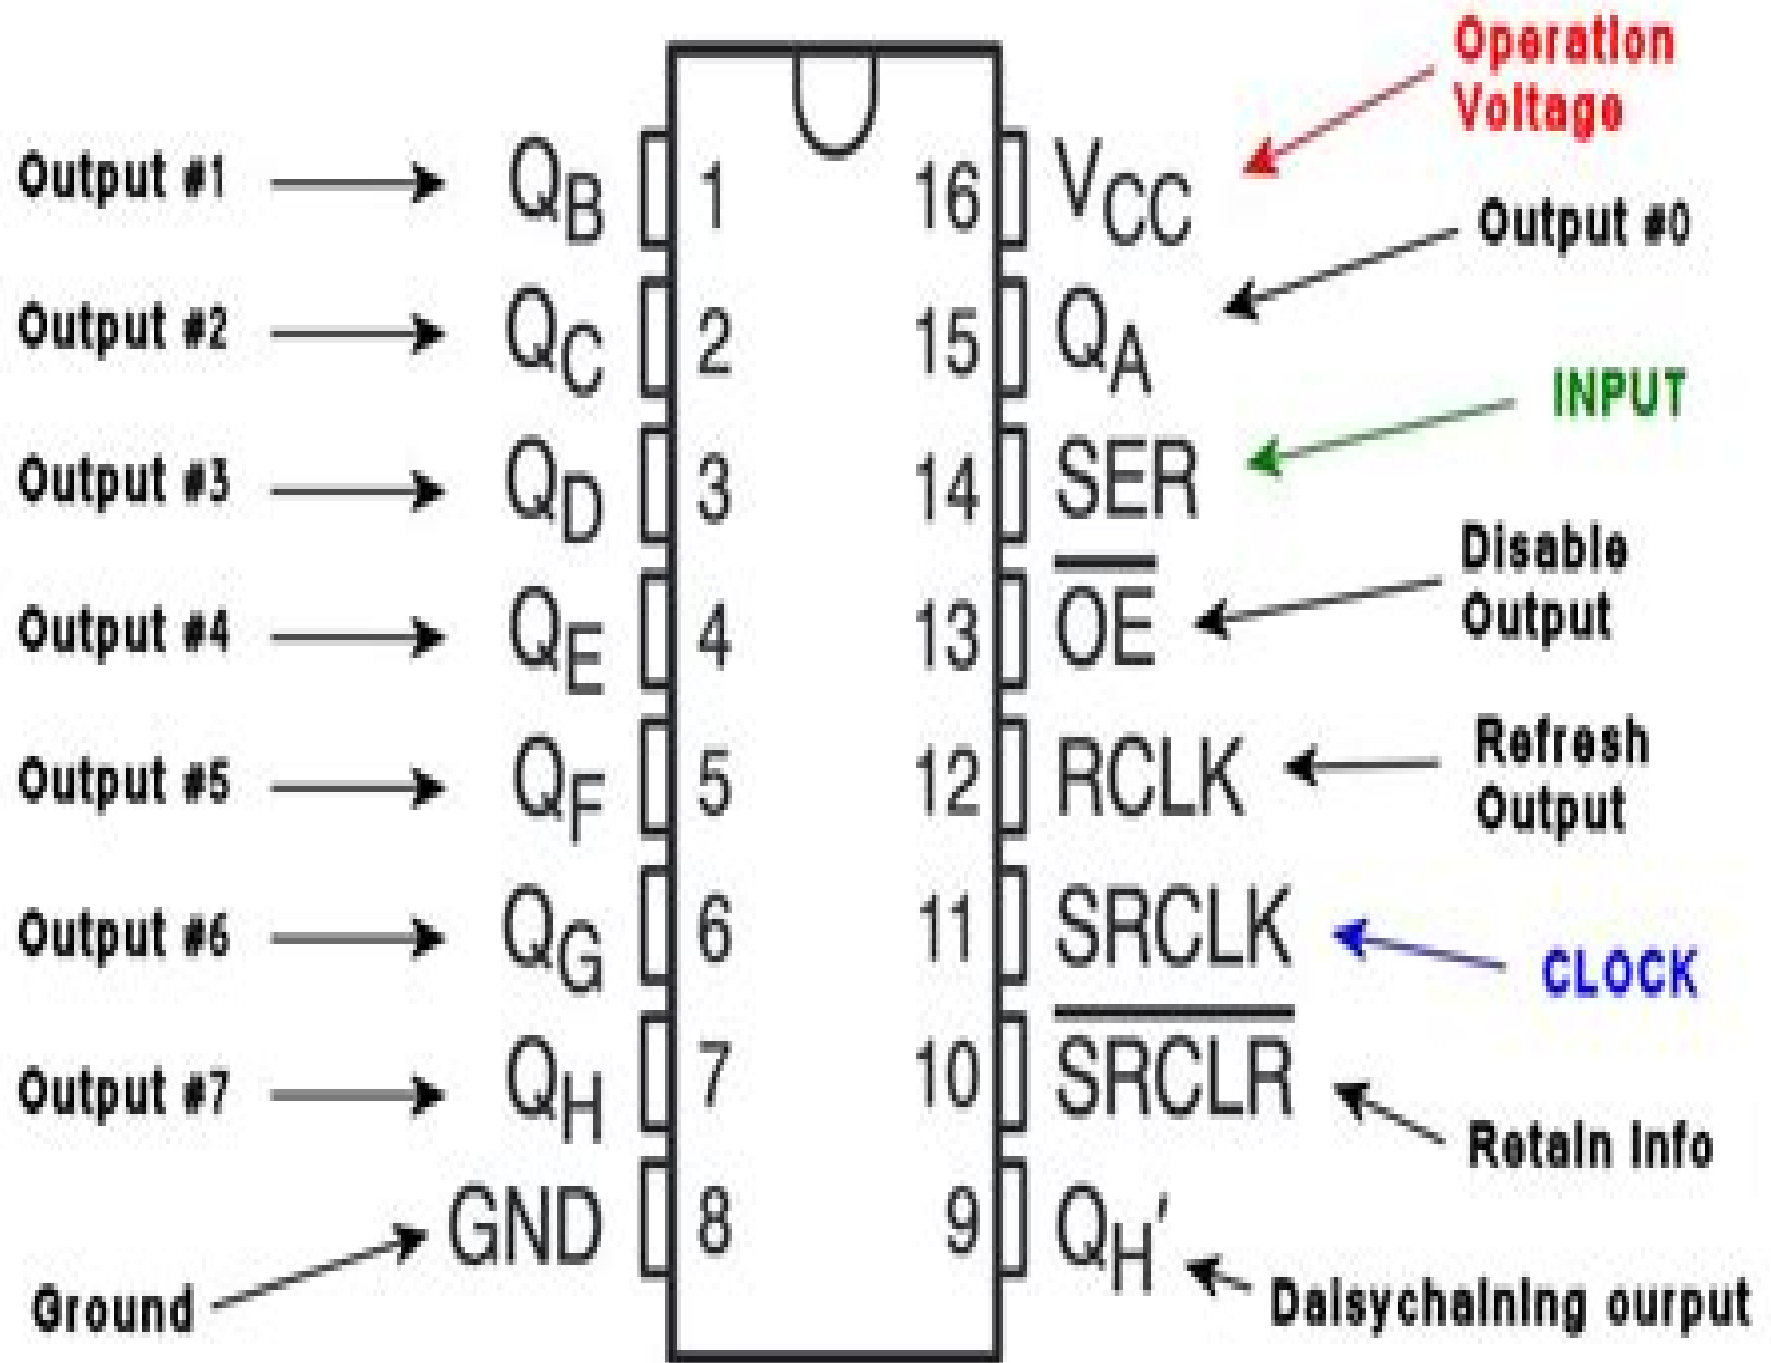 Operation
Voltage
Output #1 QB 1 16 VCC
Output #0
Output #2 QC 2 15 QA
INPUT
Output #3 QD 3 14 SER
Disable
Output
Output #4 QE 4 13 OE
Refresh
Output
Output #5 QF 5 12 RCLK
Output #6 QG 6 11 SRCLK
CLOCK
Output #7 QH 7 10 SRCLR
Retain Info
GND 8 9 QH'
Ground
Daisychaining ourput